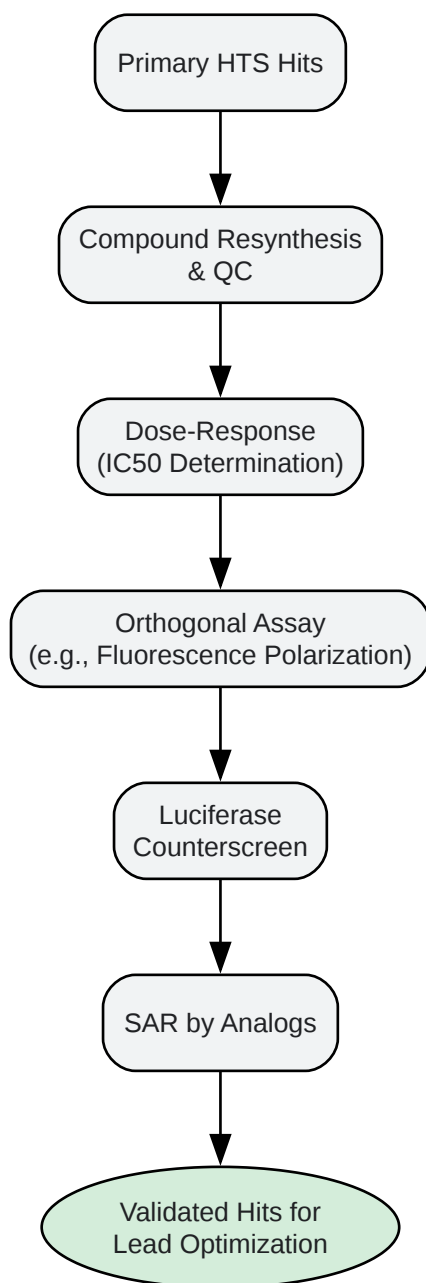 Primary HTS Hits
Compound Resynthesis
& QC
Dose-Response
(IC50 Determination)
Orthogonal Assay
(e.g., Fluorescence Polarization)
Luciferase
Counterscreen
SAR by Analogs
Validated Hits for
Lead Optimization